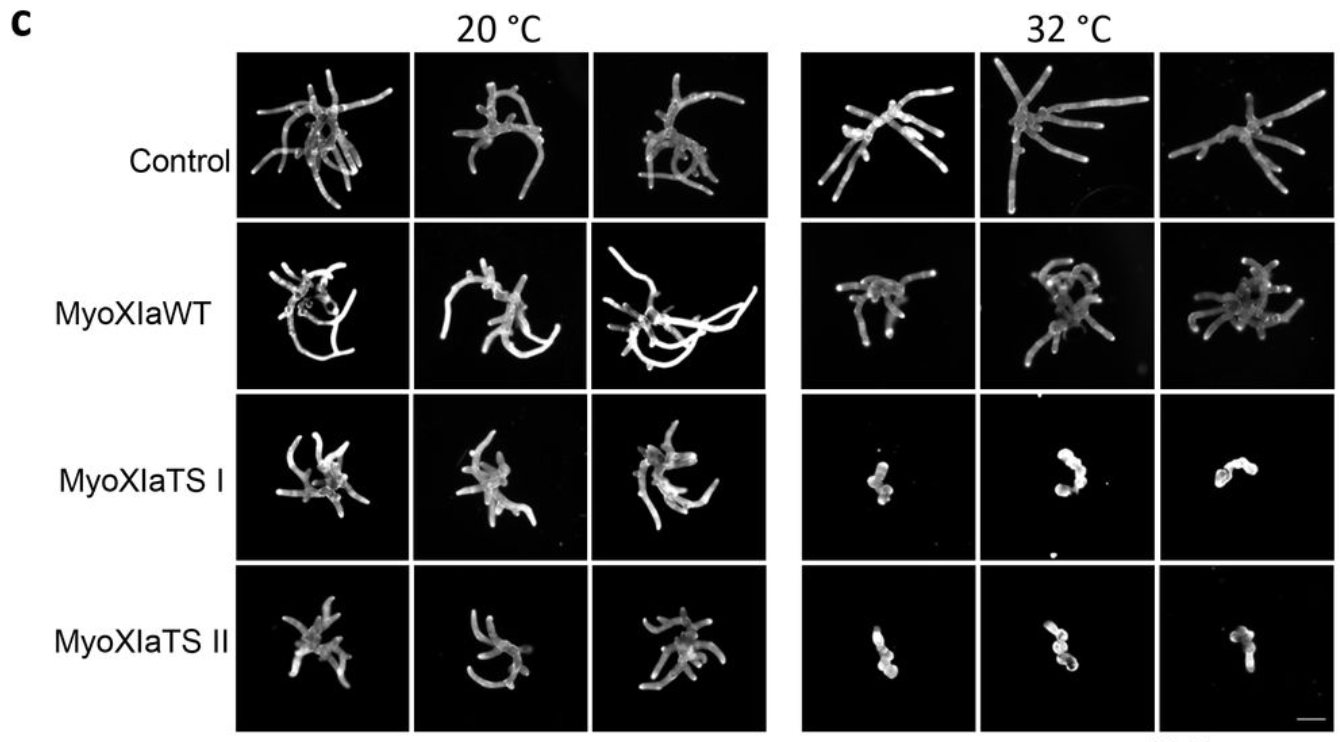 c
20 °C
32 °C
Control
MyoXIaWT
MyoXIaTS I
MyoXIaTS II